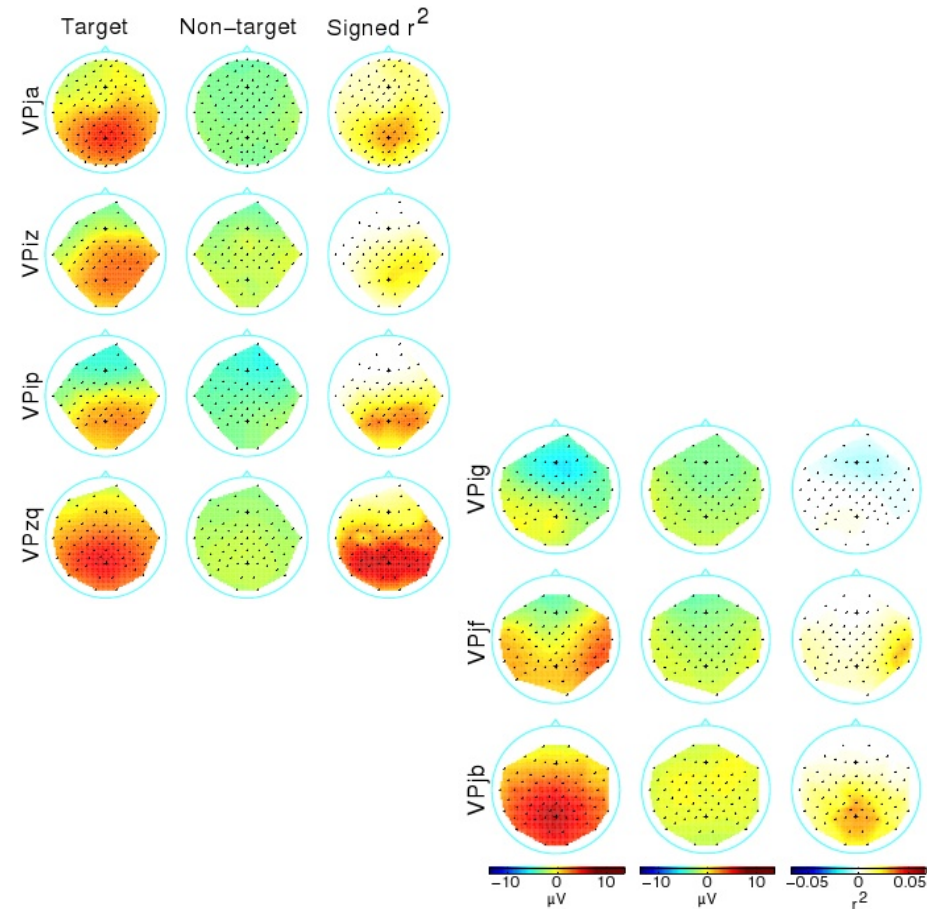 Target Non-target Signed r²
VPja
VPiz
VPip
VPzq
VPig
VPjf
VPjb
−10 0 10 −10 0 10 −0.05 0 0.05
μV μV r²